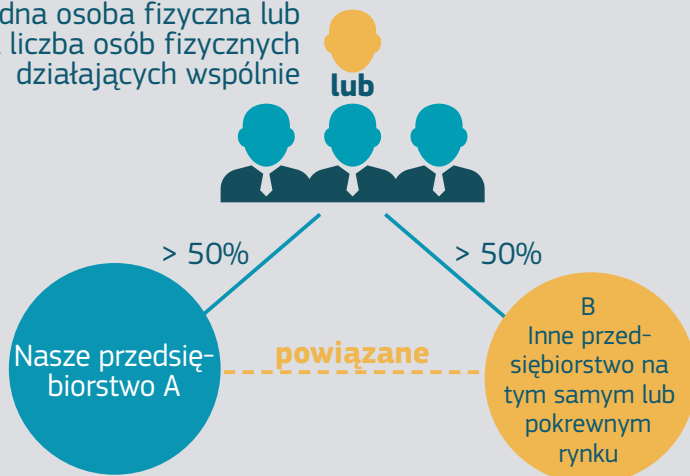 dna osoba fizyczna lub
liczba osób fizycznych
działających wspólnie
lub
> 50%
> 50%
Nasze przedsię-
biorstwo A
powiązane
B
Inne przed-
siębiorstwo na
tym samym lub
pokrewnym
rynku